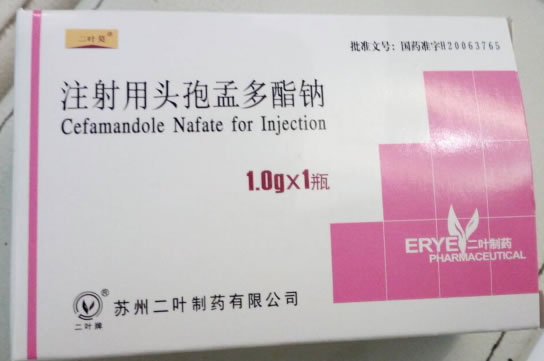 二叶·昊®
批准文号：国药准字H20063765
注射用头孢孟多酯钠
Cefamandole Nafate for Injection
1.0g×1瓶
ERYE 二叶制药
PHARMACEUTICAL
®
二叶牌
苏州二叶制药有限公司